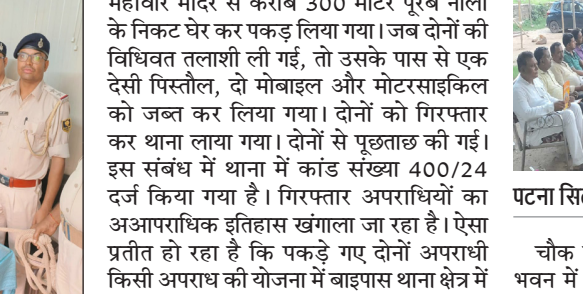 महावीर मंदिर से करीब 300 मीटर पूरब नाला
के निकट घेर कर पकड़ लिया गया। जब दोनों की
विधिवत तलाशी ली गई, तो उसके पास से एक
देसी पिस्तौल, दो मोबाइल और मोटरसाइकिल
को जब्त कर लिया गया। दोनों को गिरफ्तार
कर थाना लाया गया। दोनों से पूछताछ की गई।
इस संबंध में थाना में कांड संख्या 400/24
दर्ज किया गया है। गिरफ्तार अपराधियों का
अआपराधिक इतिहास खंगाला जा रहा है। ऐसा
प्रतीत हो रहा है कि पकड़े गए दोनों अपराधी
किसी अपराध की योजना में बाइपास थाना क्षेत्र में
पटना
चौक
भवन में